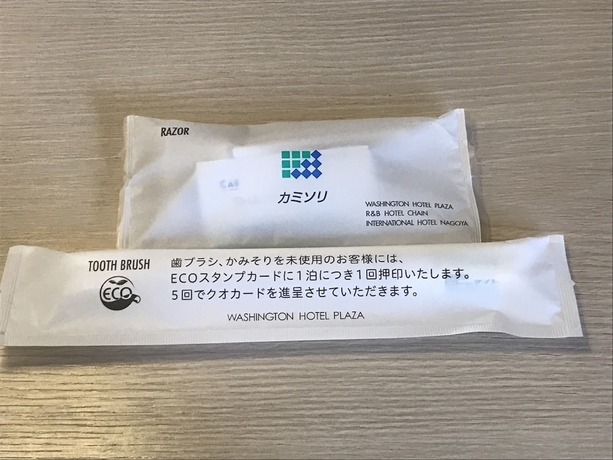 RAZOR
カミソリ
WASHINGTON HOTEL PLAZA
R&B HOTEL CHAIN
INTERNATIONAL HOTEL NAGOYA
TOOTH BRUSH
ECO
歯ブラシ、かみそりを未使用のお客様には、
ECOスタンプカードに1泊につき1回押印いたします。
5回でクオカードを進呈させていただきます。
WASHINGTON HOTEL PLAZA